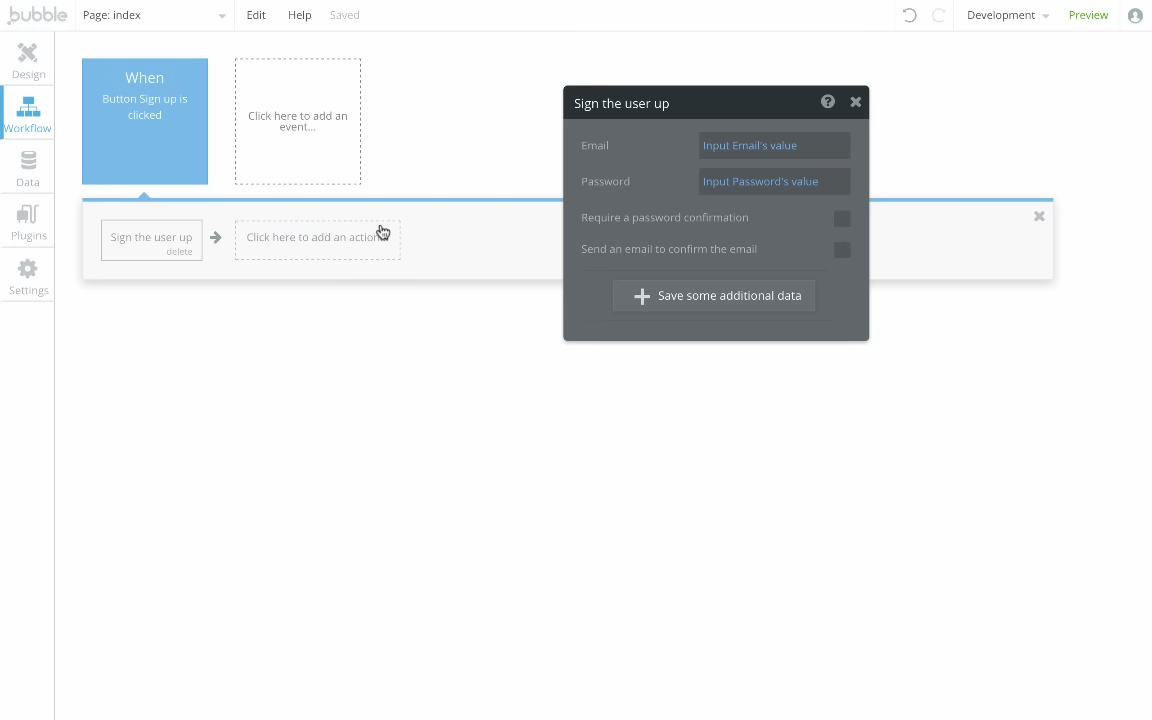 bubble
Page: index
Edit
Help
Saved
Development
Preview
Design
Workflow
Data
Plugins
Settings
When
Button Sign up is
clicked
Click here to add an
event...
Sign the user up
delete
Click here to add an action
Sign the user up
Email
Input Email's value
Password
Input Password's value
Require a password confirmation
Send an email to confirm the email
Save some additional data